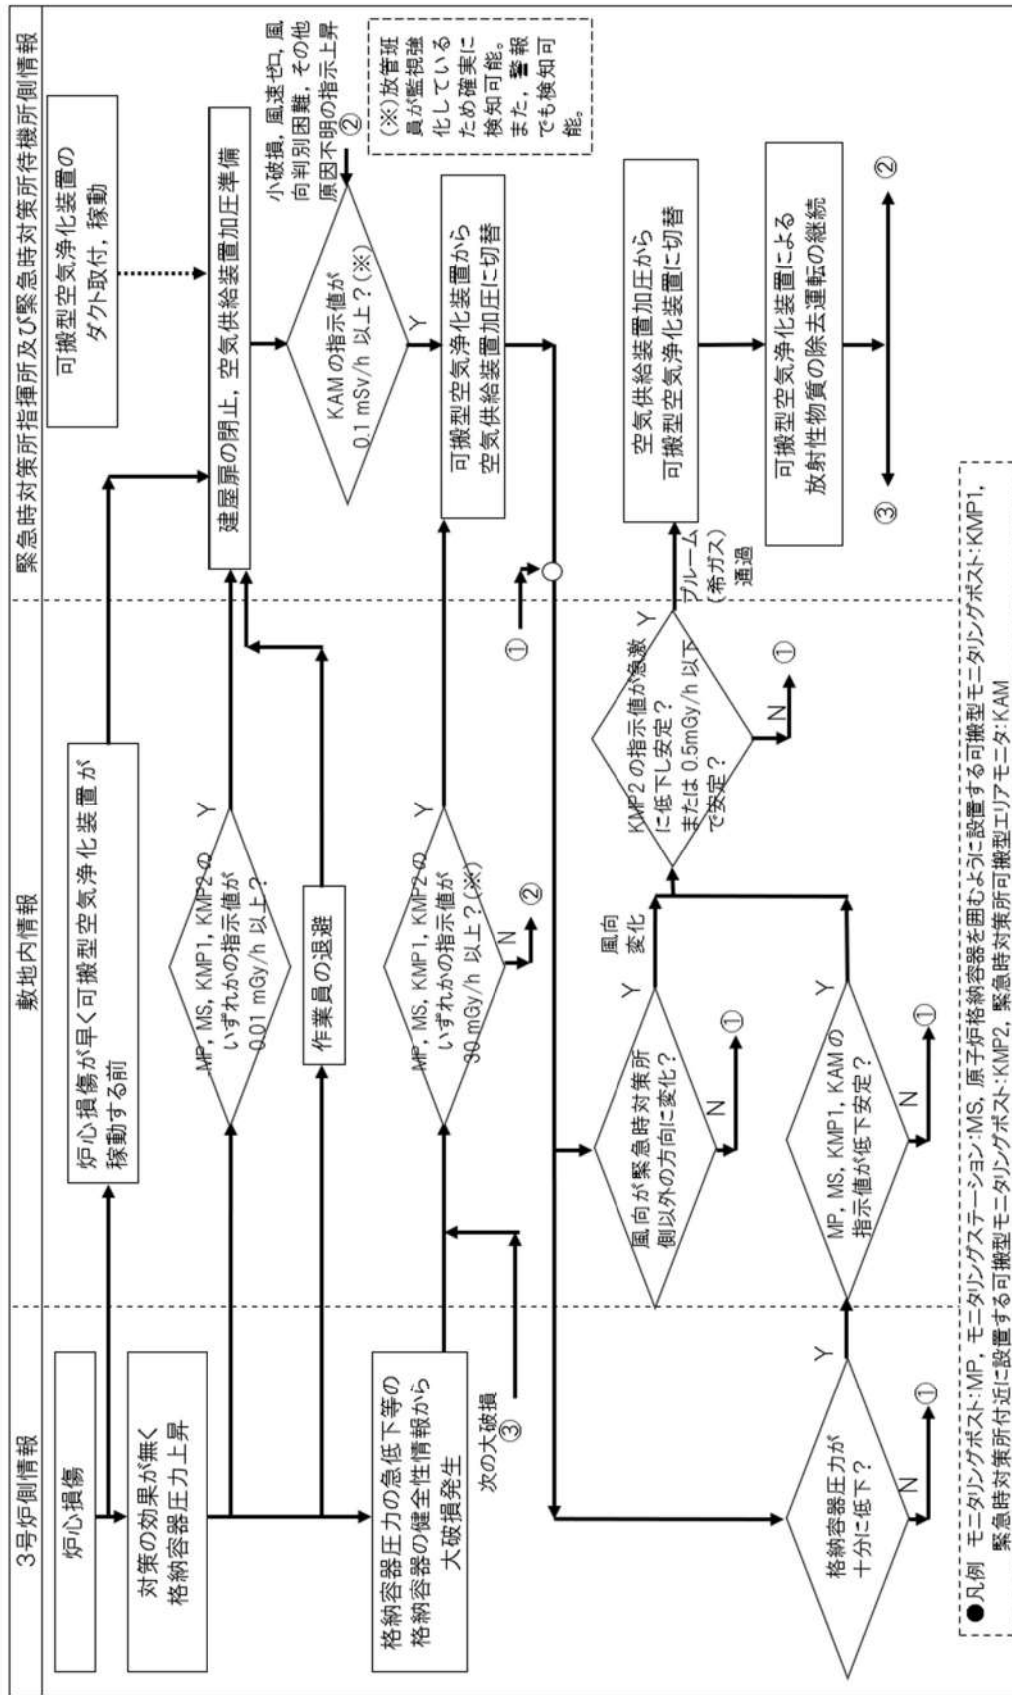 3号炉側情報
敷地内情報
緊急時対策所指揮所及び緊急時対策所待機所側情報
炉心損傷
対策の効果が無く
格納容器圧力上昇
格納容器圧力の急低下等の
格納容器の健全性情報から
大破損発生
次の大破損
③
格納容器圧力が
十分に低下？
Y
N
①
炉心損傷が早く可搬型空気浄化装置が
稼動する前
MP, MS, KMP1, KMP2の
いずれかの指示値が
0.01 mGy/h 以上？
Y
作業員の退避
MP, MS, KMP1, KMP2の
いずれかの指示値が
30 mGy/h 以上？(※)
Y
N
②
風向が緊急時対策所
側以外の方向に変化？
Y
N
①
風向
変化
MP, MS, KMP1, KAMの
指示値が低下安定？
Y
N
①
KMP2の指示値が急激
に低下し安定？
または 0.5mGy/h 以下
で安定？
Y
N
①
可搬型空気浄化装置の
ダクト取付, 稼動
建屋扉の閉止, 空気供給装置加圧準備
KAMの指示値が
0.1 mSv/h 以上？(※)
Y
小破損, 風速ゼロ, 風
向判別困難, その他
原因不明の指示上昇
②
(※)放管班
員が監視強
化している
ため確実に
検知可能。
また, 警報
でも検知可
能。
可搬型空気浄化装置から
空気供給装置加圧に切替
①
プルーム
(希ガス)
通過
空気供給装置加圧から
可搬型空気浄化装置に切替
可搬型空気浄化装置による
放射性物質の除去運転の継続
③
②
●凡例 モニタリングポスト:MP, モニタリングステーション:MS, 原子炉格納容器を囲むように設置する可搬型モニタリングポスト:KMP1,
緊急時対策所付近に設置する可搬型モニタリングポスト:KMP2, 緊急時対策所可搬型エリアモニタ:KAM